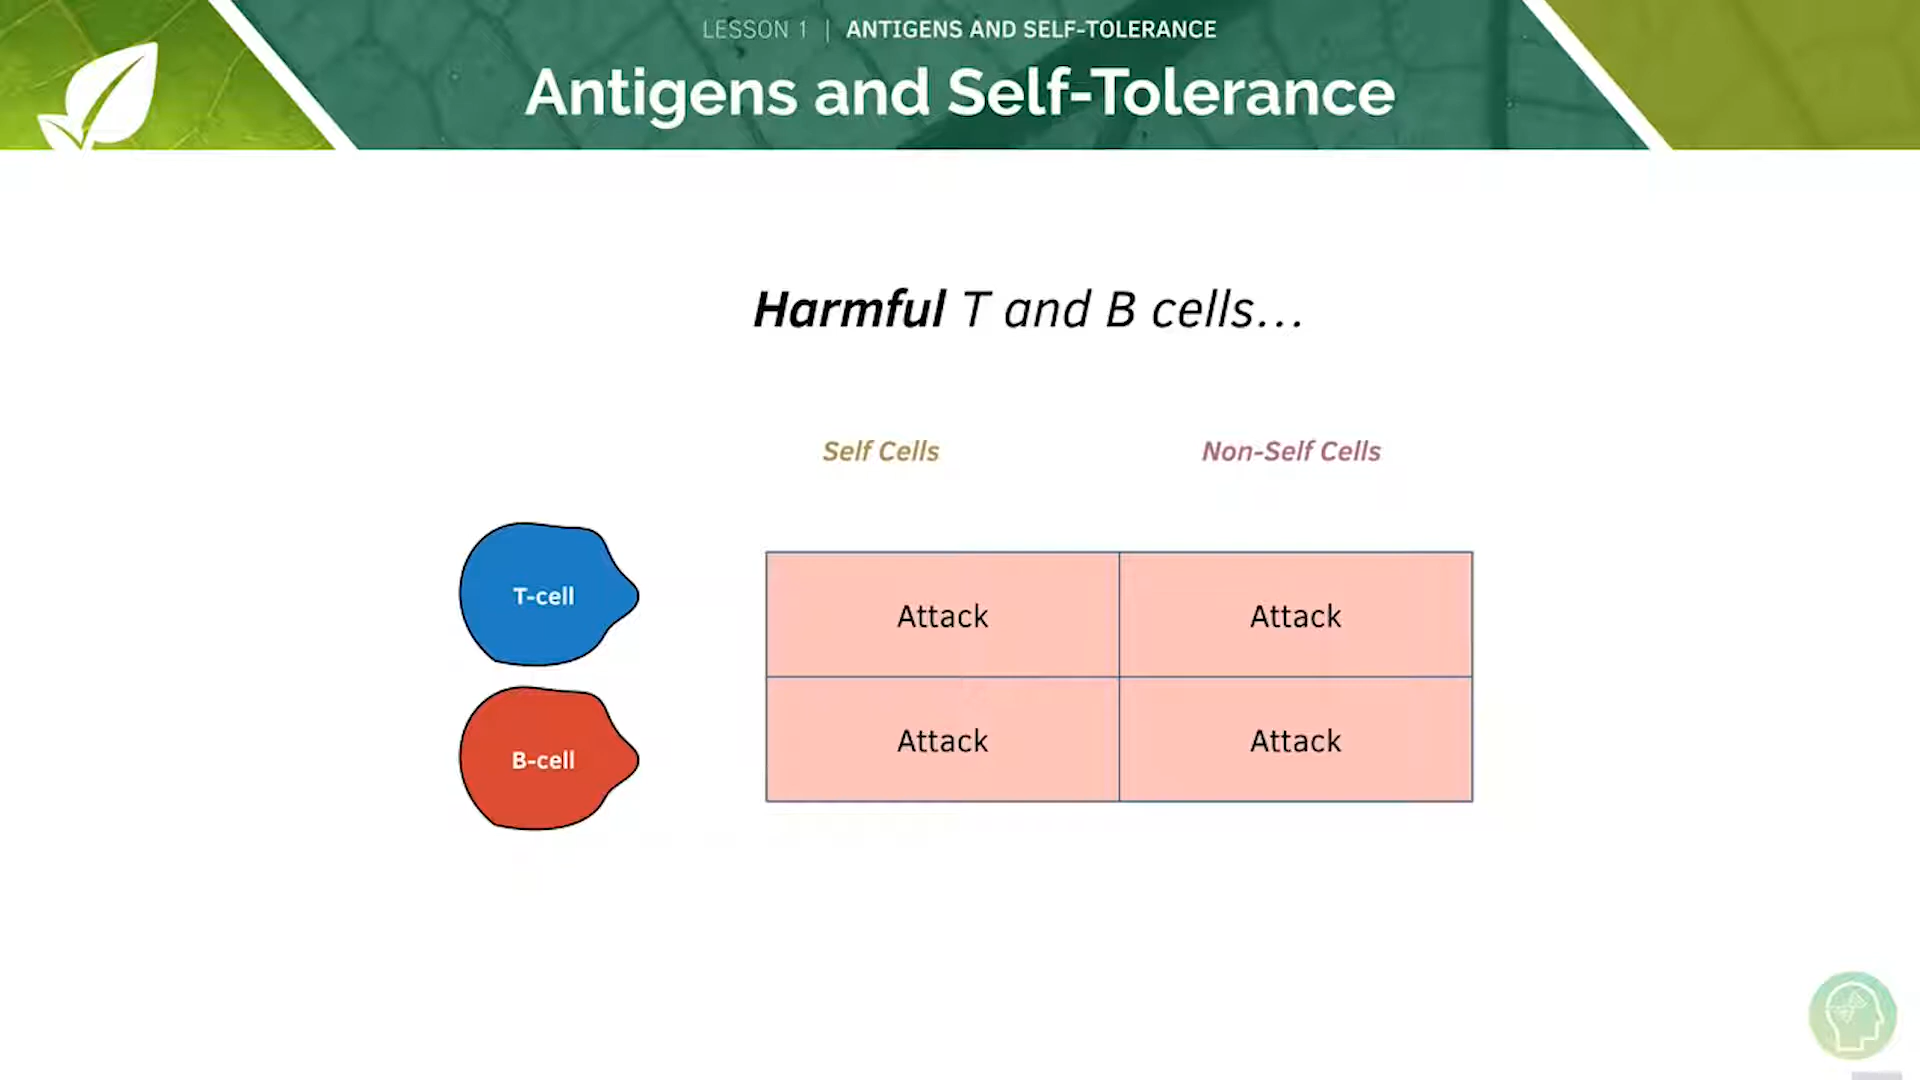 LESSON 1 | ANTIGENS AND SELF-TOLERANCE
Antigens and Self-Tolerance
Harmful T and B cells...
Self Cells Non-Self Cells
T-cell Attack Attack
B-cell Attack Attack